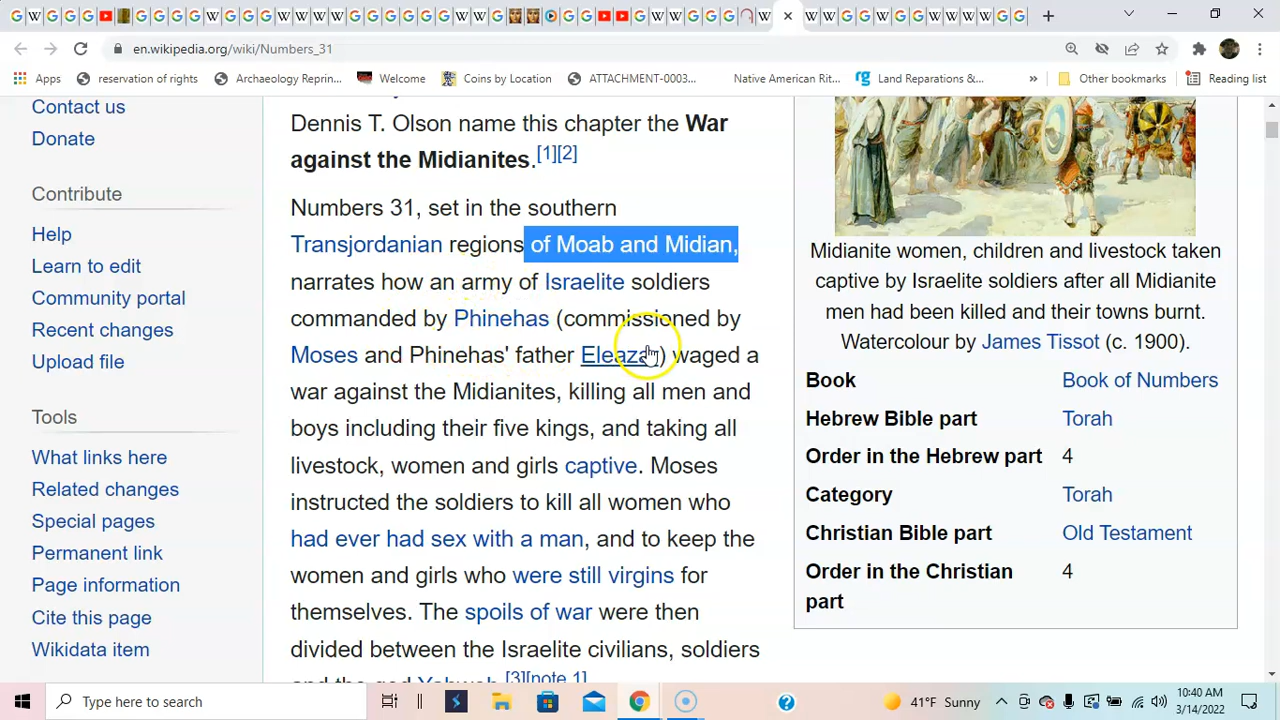 en.wikipedia.org/wiki/Numbers_31
Apps
reservation of rights
Archaeology Reprin...
Welcome
Coins by Location
ATTACHMENT-0003...
Native American Rit...
Land Reparations &...
»
Other bookmarks
Reading list
Contact us
Donate
Contribute
Help
Learn to edit
Community portal
Recent changes
Upload file
Tools
What links here
Related changes
Special pages
Permanent link
Page information
Cite this page
Wikidata item
Dennis T. Olson name this chapter the War
against the Midianites.[1][2]
Numbers 31, set in the southern
Transjordanian regions of Moab and Midian,
narrates how an army of Israelite soldiers
commanded by Phinehas (commissioned by
Moses and Phinehas' father Eleazar) waged a
war against the Midianites, killing all men and
boys including their five kings, and taking all
livestock, women and girls captive. Moses
instructed the soldiers to kill all women who
had ever had sex with a man, and to keep the
women and girls who were still virgins for
themselves. The spoils of war were then
divided between the Israelite civilians, soldiers
and the god Yahweh.[3][note 1]
Midianite women, children and livestock taken
captive by Israelite soldiers after all Midianite
men had been killed and their towns burnt.
Watercolour by James Tissot (c. 1900).
Book Book of Numbers
Hebrew Bible part Torah
Order in the Hebrew part 4
Category Torah
Christian Bible part Old Testament
Order in the Christian 4
part
Type here to search
41°F Sunny
10:40 AM
3/14/2022